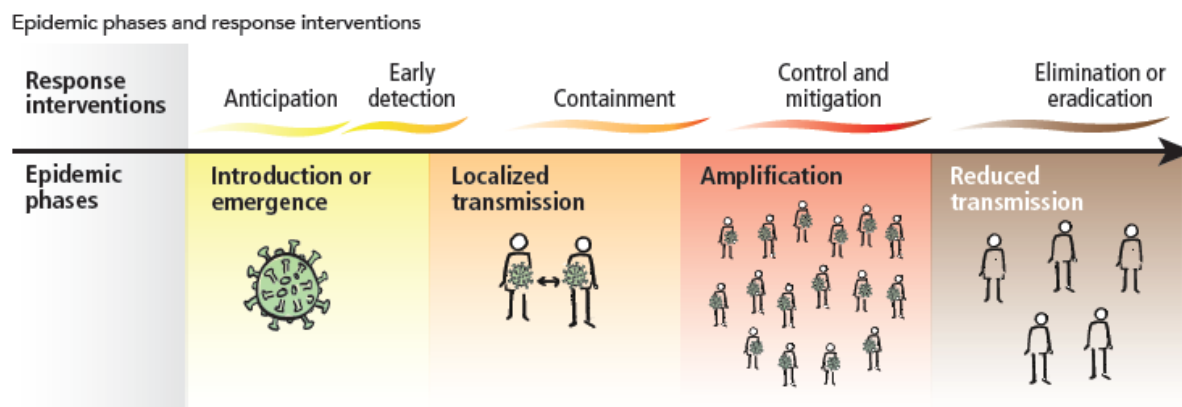 Epidemic phases and response interventions
Response
interventions
Anticipation
Early
detection
Containment
Control and
mitigation
Elimination or
eradication
Epidemic
phases
Introduction or
emergence
Localized
transmission
Amplification
Reduced
transmission